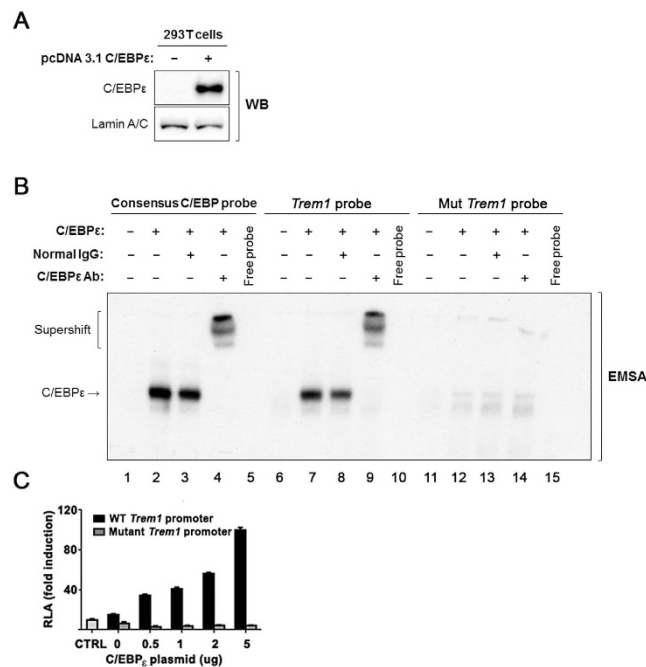 A
293T cells
pcDNA 3.1 C/EBPε: – +
C/EBPε
Lamin A/C
WB
B
Consensus C/EBP probe Trem1 probe Mut Trem1 probe
C/EBPε: – + + + Free probe – + + + Free probe – + + + Free probe
Normal IgG: – – + – – – + – – – + –
C/EBPε Ab: – – – + – – – + – – – +
Supershift
C/EBPε →
EMSA
1 2 3 4 5 6 7 8 9 10 11 12 13 14 15
C
120
80
40
RLA (fold induction)
WT Trem1 promoter
Mutant Trem1 promoter
CTRL 0 0.5 1 2 5
C/EBPε plasmid (ug)